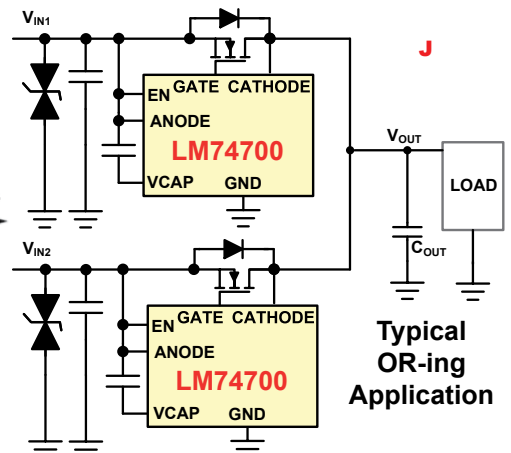 VIN1
J
EN GATE CATHODE
ANODE
LM74700
VCAP GND
VOUT
LOAD
COUT
VIN2
EN GATE CATHODE
ANODE
LM74700
VCAP GND
Typical
OR-ing
Application